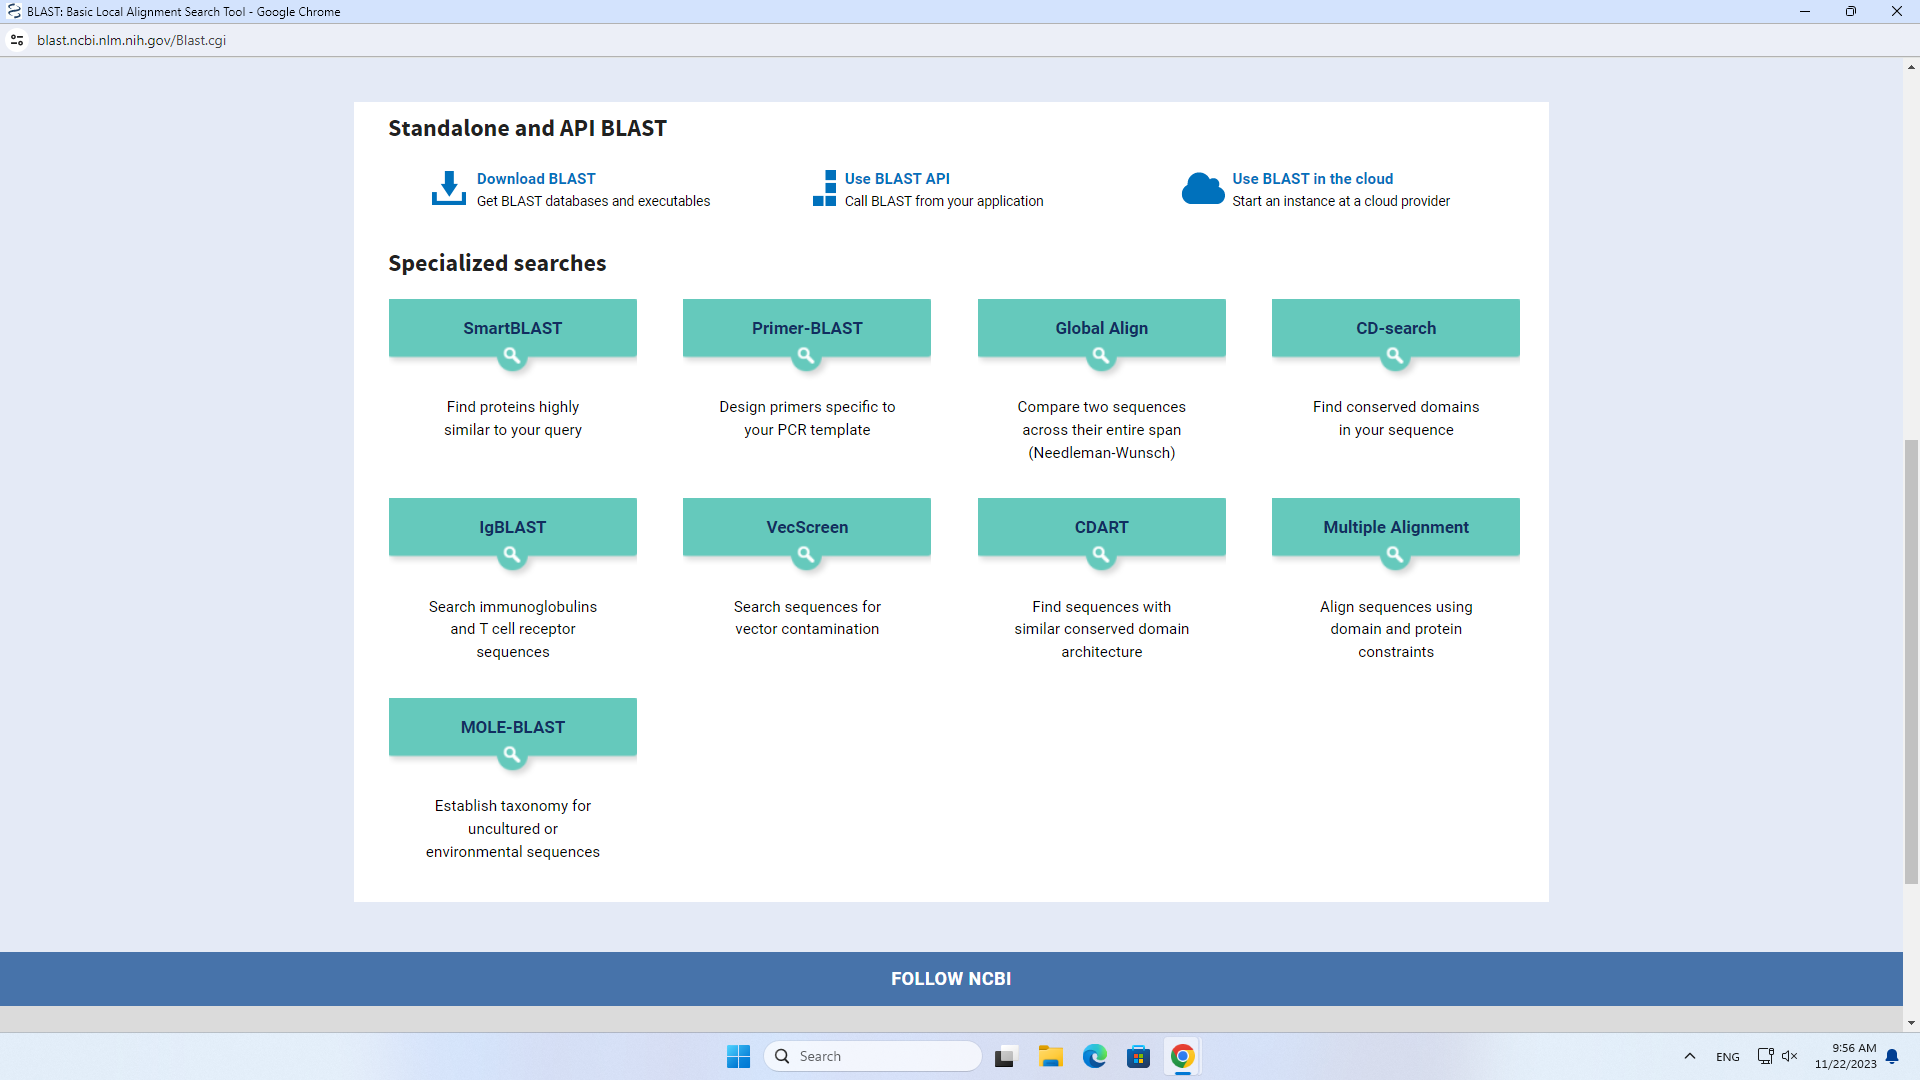 BLAST: Basic Local Alignment Search Tool - Google Chrome
blast.ncbi.nlm.nih.gov/Blast.cgi
Standalone and API BLAST
Download BLAST
Get BLAST databases and executables
Use BLAST API
Call BLAST from your application
Use BLAST in the cloud
Start an instance at a cloud provider
Specialized searches
SmartBLAST
Find proteins highly
similar to your query
Primer-BLAST
Design primers specific to
your PCR template
Global Align
Compare two sequences
across their entire span
(Needleman-Wunsch)
CD-search
Find conserved domains
in your sequence
IgBLAST
Search immunoglobulins
and T cell receptor
sequences
VecScreen
Search sequences for
vector contamination
CDART
Find sequences with
similar conserved domain
architecture
Multiple Alignment
Align sequences using
domain and protein
constraints
MOLE-BLAST
Establish taxonomy for
uncultured or
environmental sequences
FOLLOW NCBI
Search
ENG
9:56 AM
11/22/2023